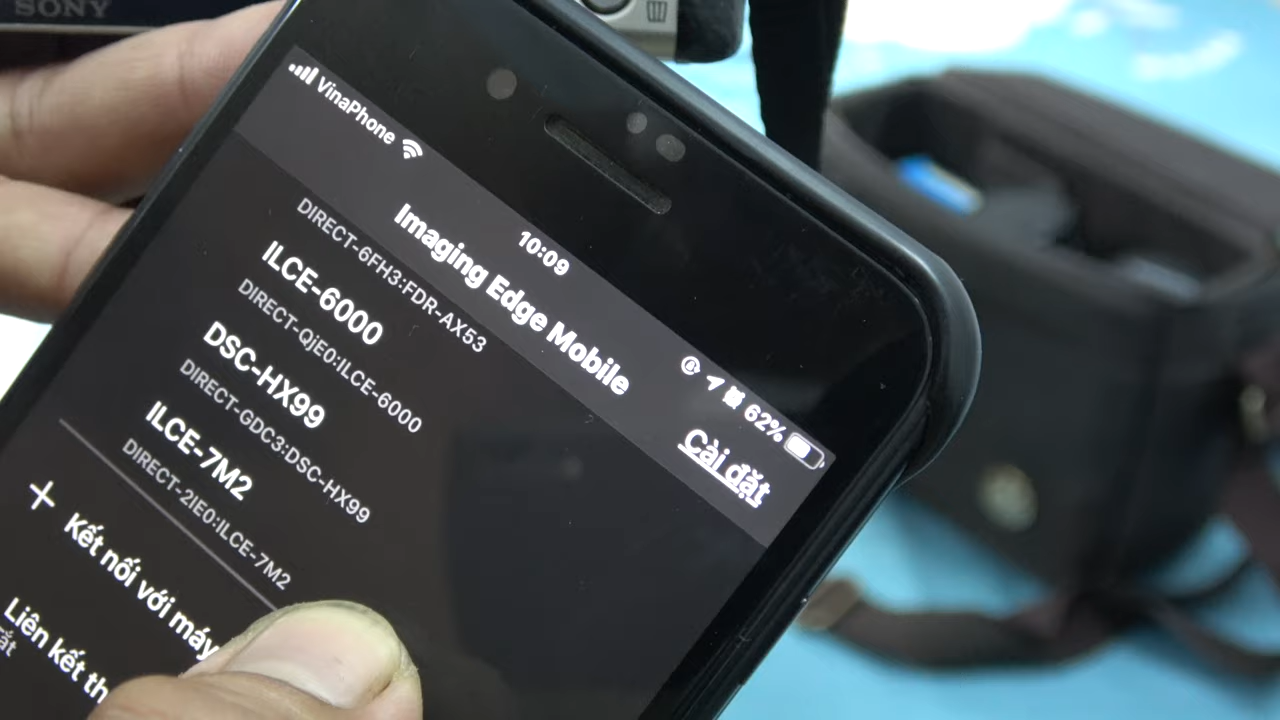 SONY
VinaPhone
10:09
62%
Imaging Edge Mobile
Cài đặt
DIRECT-6FH3:FDR-AX53
ILCE-6000
DIRECT-QjE0:ILCE-6000
DSC-HX99
DIRECT-GDC3:DSC-HX99
ILCE-7M2
DIRECT-2IE0:ILCE-7M2
+ Kết nối với máy
Liên kết th